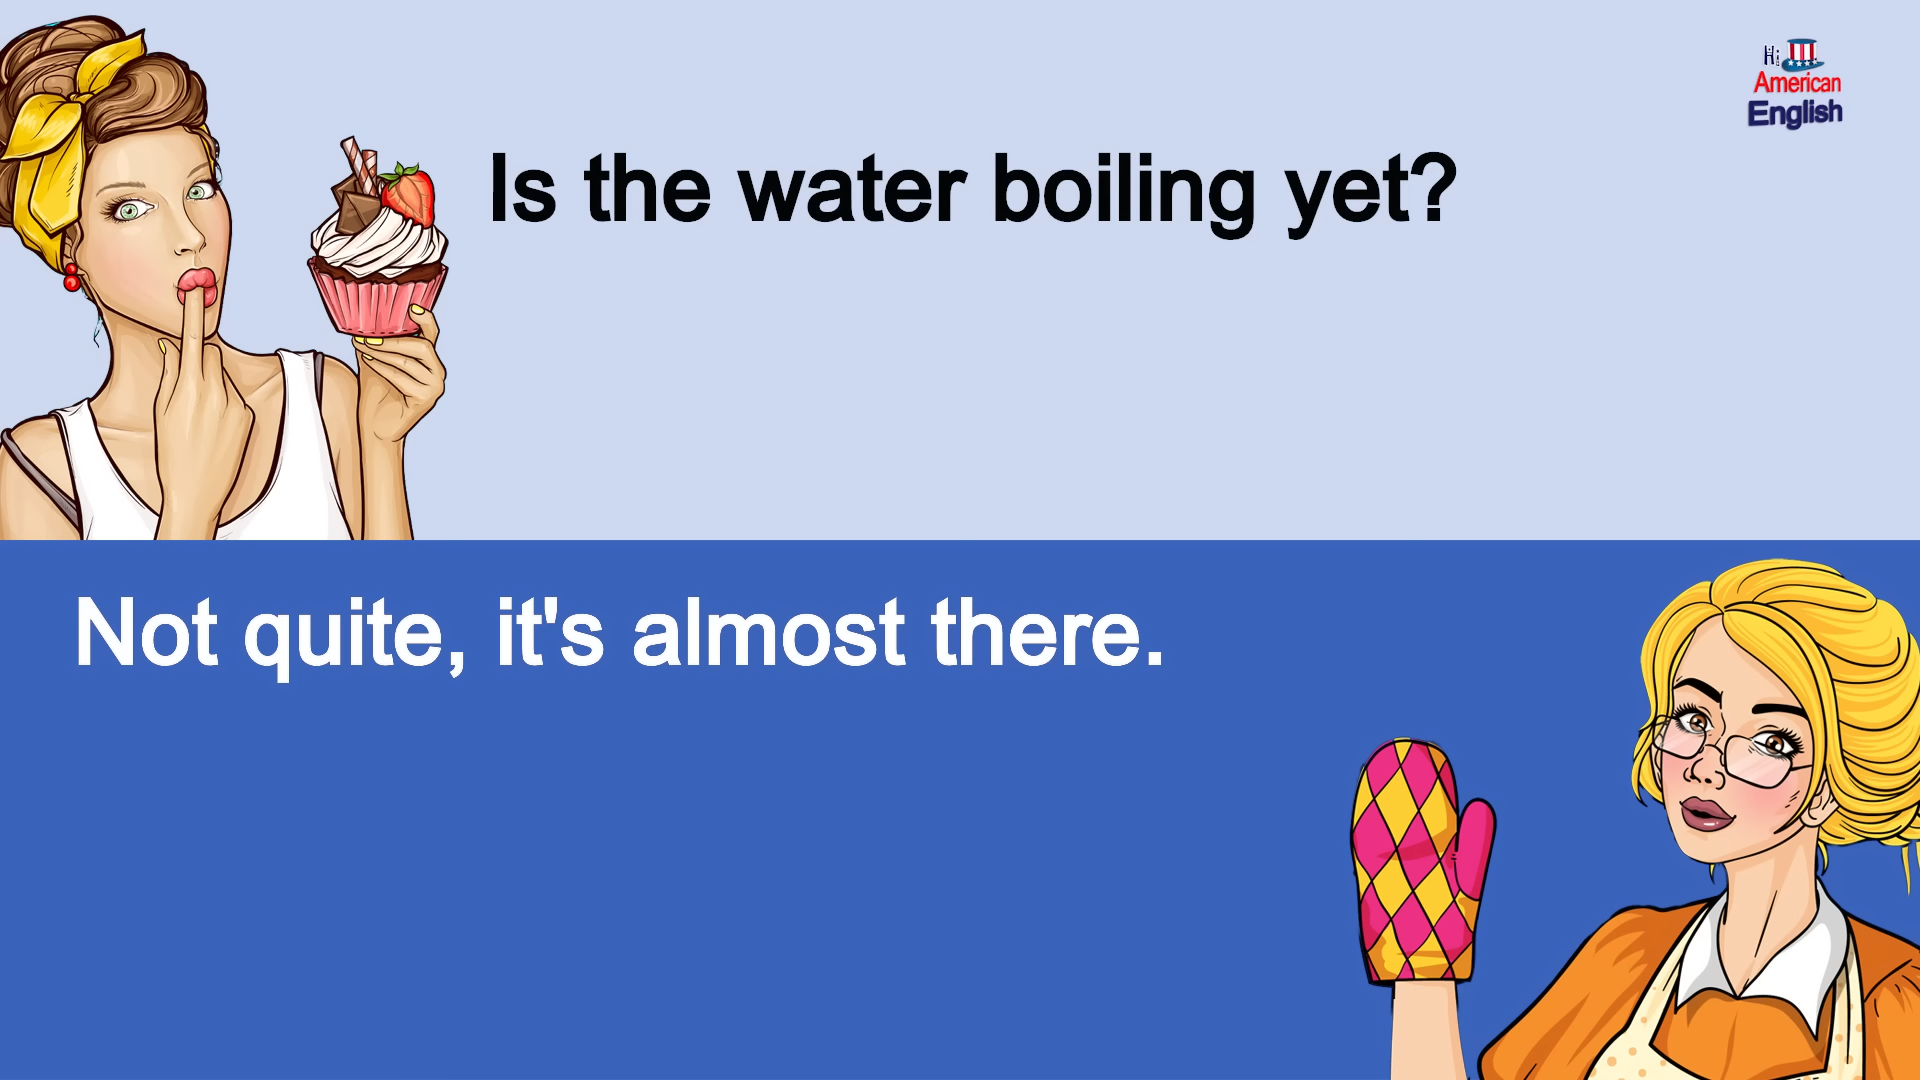 Hi
American
English
Is the water boiling yet?
Not quite, it's almost there.